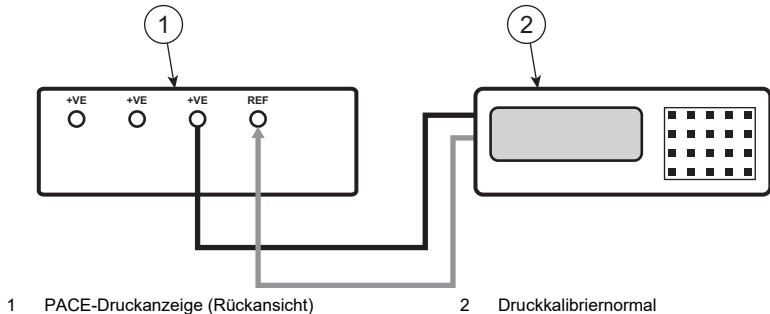 1 2
+VE +VE +VE REF
1 PACE-Druckanzeige (Rückansicht) 2 Druckkalibriernormal